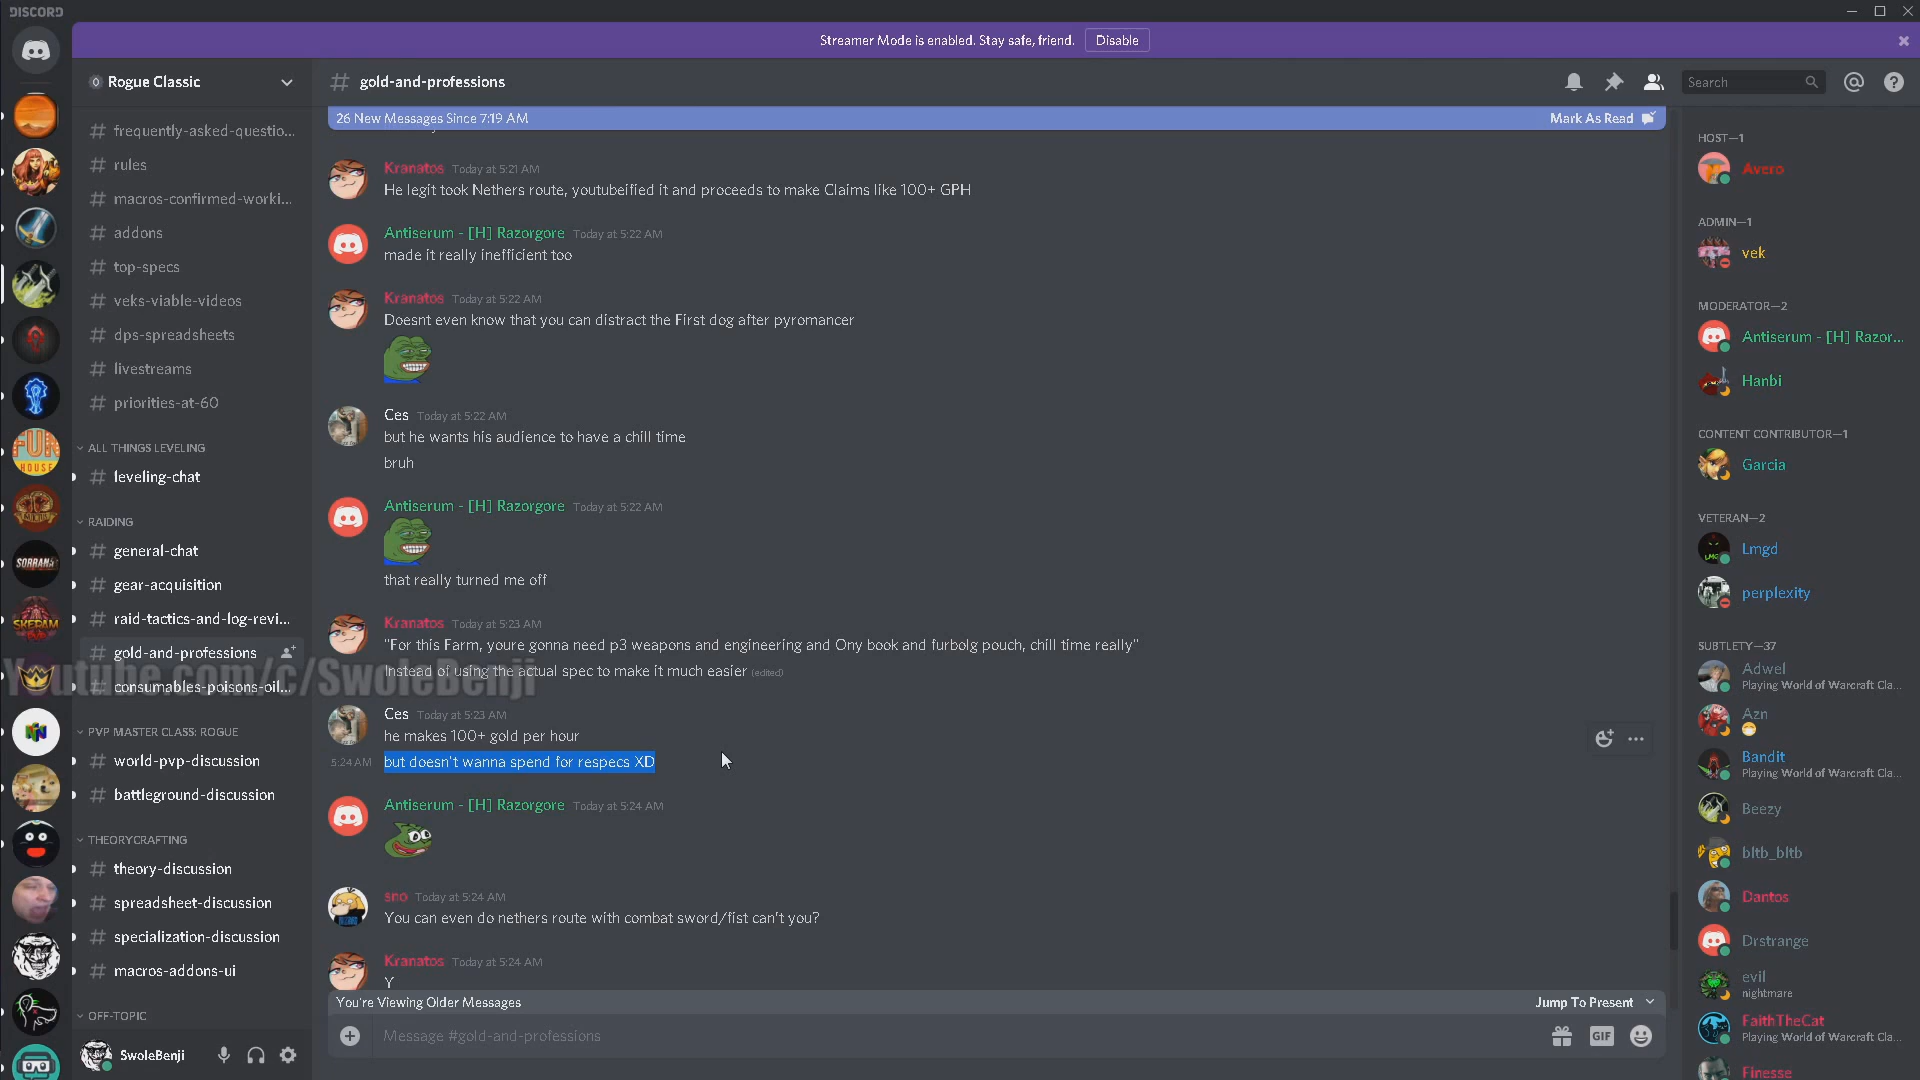 DISCORD
Streamer Mode is enabled. Stay safe, friend.
Disable
Rogue Classic
gold-and-professions
Search
frequently-asked-questio...
rules
macros-confirmed-worki...
addons
top-specs
veks-viable-videos
dps-spreadsheets
livestreams
priorities-at-60
ALL THINGS LEVELING
leveling-chat
RAIDING
general-chat
gear-acquisition
raid-tactics-and-log-revi...
gold-and-professions
consumables-poisons-oil...
PVP MASTER CLASS: ROGUE
world-pvp-discussion
battleground-discussion
THEORYCRAFTING
theory-discussion
spreadsheet-discussion
specialization-discussion
macros-addons-ui
OFF-TOPIC
SwoleBenji
FUN
HOUSE
SORRANA
SKERAM
PVP
Youtube.com/c/SwoleBenji
26 New Messages Since 7:19 AM
Mark As Read
Kranatos Today at 5:21 AM
He legit took Nethers route, youtubeified it and proceeds to make Claims like 100+ GPH
Antiserum - [H] Razorgore Today at 5:22 AM
made it really inefficient too
Kranatos Today at 5:22 AM
Doesnt even know that you can distract the First dog after pyromancer
Ces Today at 5:22 AM
but he wants his audience to have a chill time
bruh
Antiserum - [H] Razorgore Today at 5:22 AM
that really turned me off
Kranatos Today at 5:23 AM
"For this Farm, youre gonna need p3 weapons and engineering and Ony book and furbolg pouch, chill time really"
Instead of using the actual spec to make it much easier (edited)
Ces Today at 5:23 AM
he makes 100+ gold per hour
5:24 AM but doesn't wanna spend for respecs XD
Antiserum - [H] Razorgore Today at 5:24 AM
sno Today at 5:24 AM
You can even do nethers route with combat sword/fist can't you?
Kranatos Today at 5:24 AM
Y
You're Viewing Older Messages
Jump To Present
Message #gold-and-professions
GIF
HOST—1
Avero
ADMIN—1
vek
MODERATOR—2
Antiserum - [H] Razor...
Hanbi
CONTENT CONTRIBUTOR—1
Garcia
VETERAN—2
Lmgd
perplexity
SUBTLETY—37
Adwel
Playing World of Warcraft Cla...
Azn
Bandit
Playing World of Warcraft Cla...
Beezy
bltb_bltb
Dantos
Drstrange
evil
nightmare
FaithTheCat
Playing World of Warcraft Cla...
Finesse